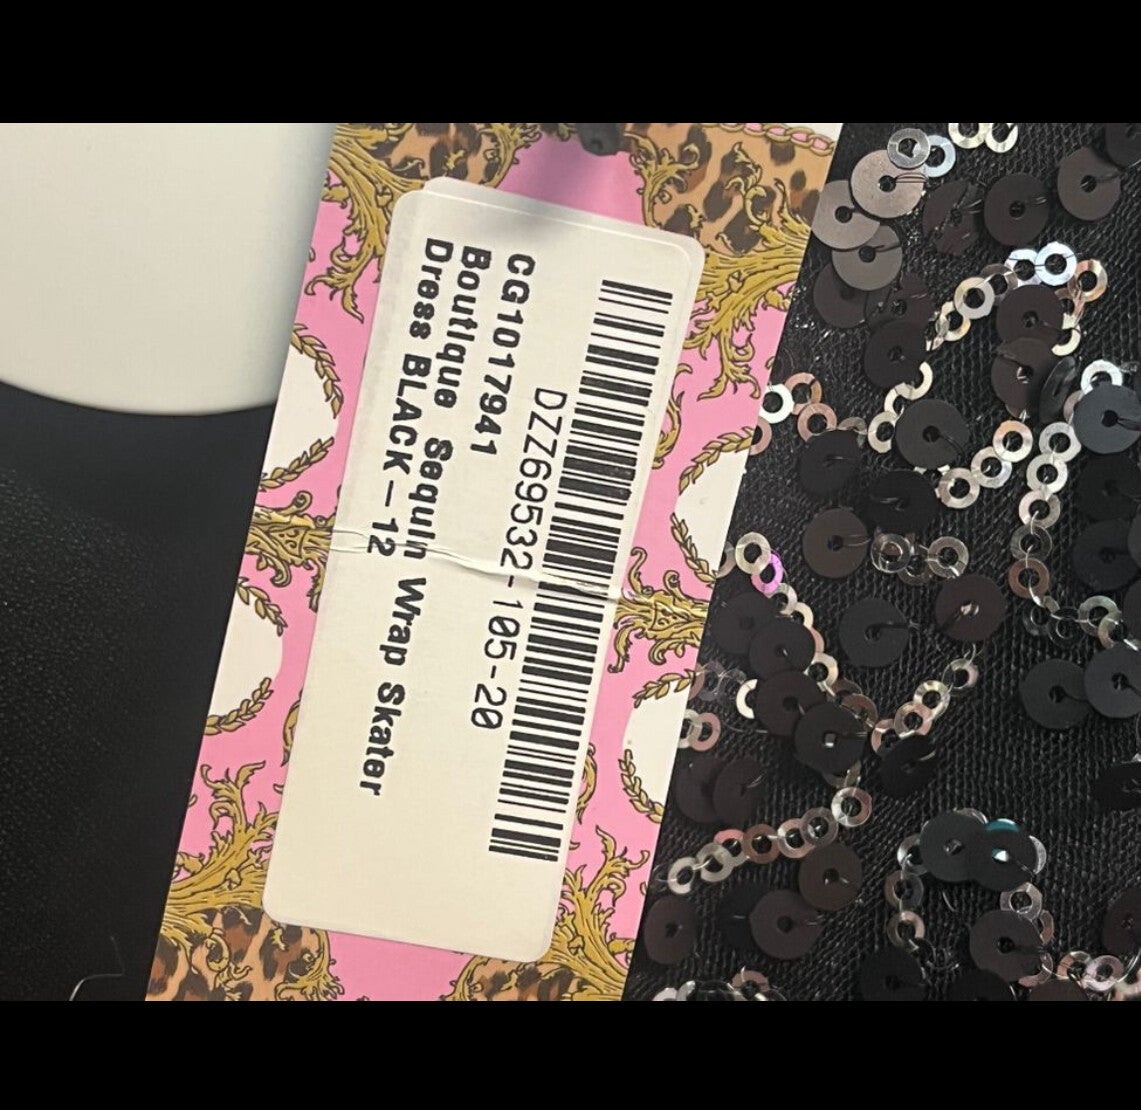 DZZ69532-105-20
CG1017941
Boutique Sequin Wrap Skater
Dress BLACK-12